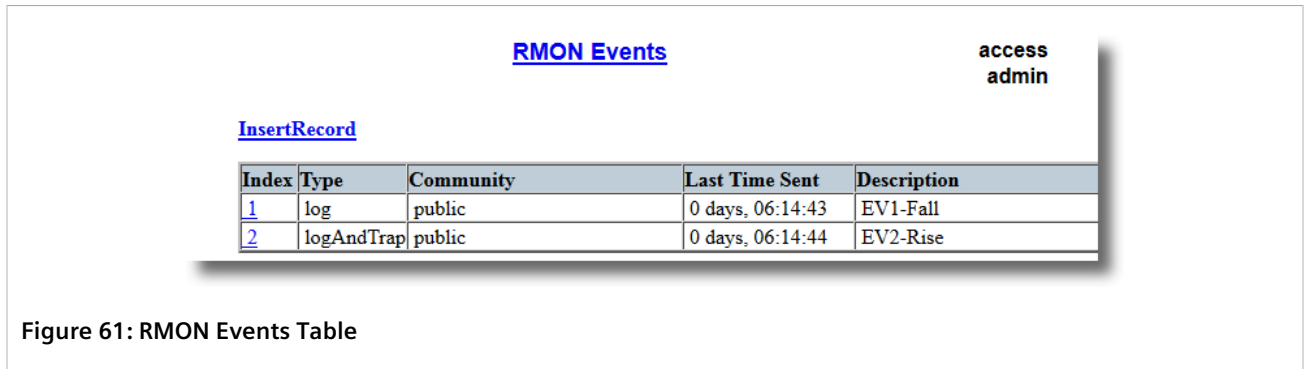 RMON Events
access
admin
InsertRecord
Index Type Community Last Time Sent Description
1 log public 0 days, 06:14:43 EV1-Fall
2 logAndTrap public 0 days, 06:14:44 EV2-Rise
Figure 61: RMON Events Table